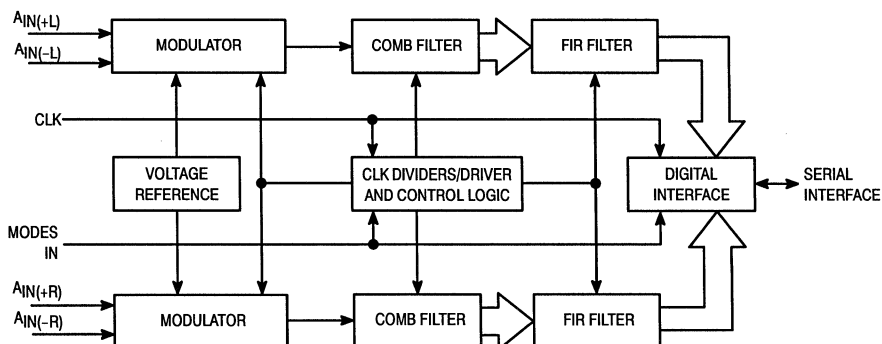 AIN(+L)
AIN(−L)
MODULATOR
COMB FILTER
FIR FILTER
CLK
VOLTAGE
REFERENCE
CLK DIVIDERS/DRIVER
AND CONTROL LOGIC
DIGITAL
INTERFACE
SERIAL
INTERFACE
MODES
IN
AIN(+R)
AIN(−R)
MODULATOR
COMB FILTER
FIR FILTER